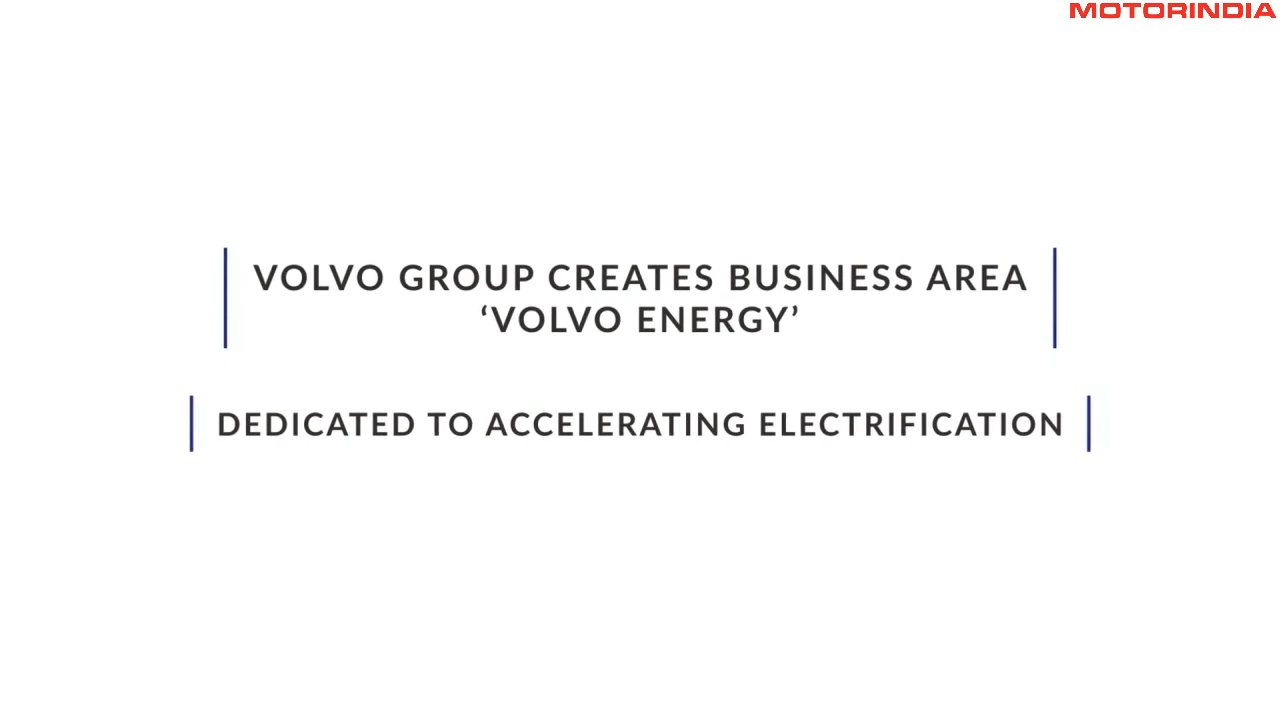 MOTORINDIA
VOLVO GROUP CREATES BUSINESS AREA
‘VOLVO ENERGY’
DEDICATED TO ACCELERATING ELECTRIFICATION